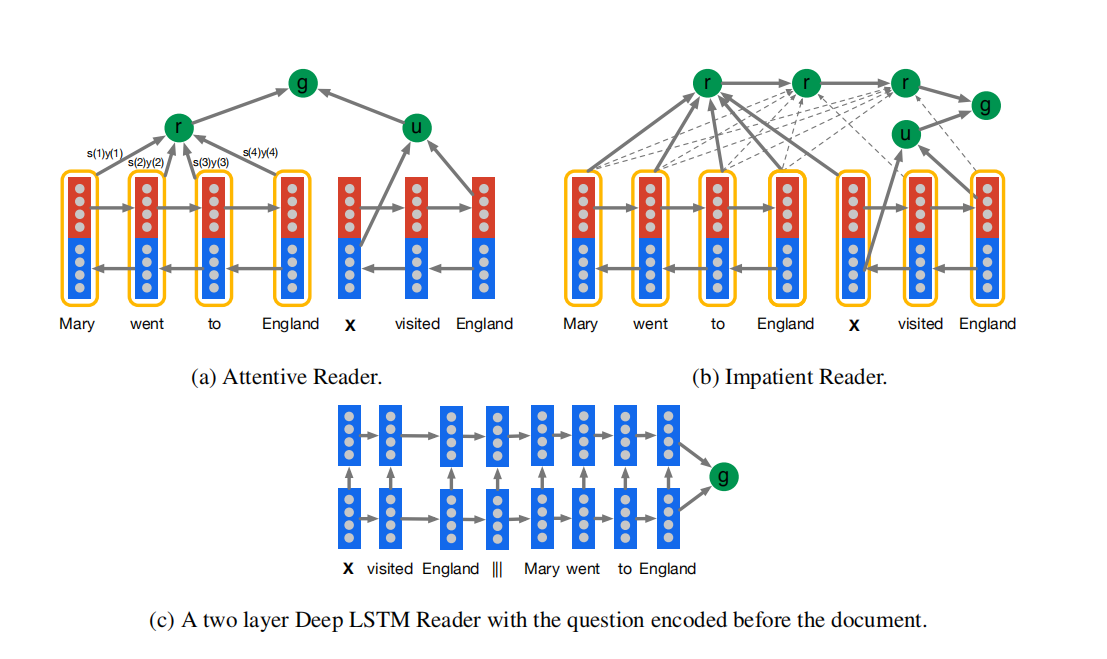 g
r
u
s(1)y(1)
s(2)y(2)
s(3)y(3)
s(4)y(4)
Mary went to England X visited England
(a) Attentive Reader.
r r r
g
u
Mary went to England X visited England
(b) Impatient Reader.
g
X visited England ||| Mary went to England
(c) A two layer Deep LSTM Reader with the question encoded before the document.